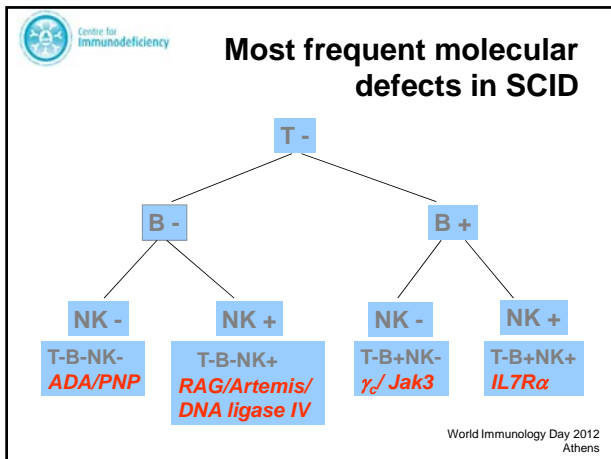 Centre for
Immunodeficiency
Most frequent molecular
defects in SCID
T -
B -
B +
NK -
NK +
NK -
NK +
T-B-NK-
ADA/PNP
T-B-NK+
RAG/Artemis/
DNA ligase IV
T-B+NK-
γc/ Jak3
T-B+NK+
IL7Rα
World Immunology Day 2012
Athens